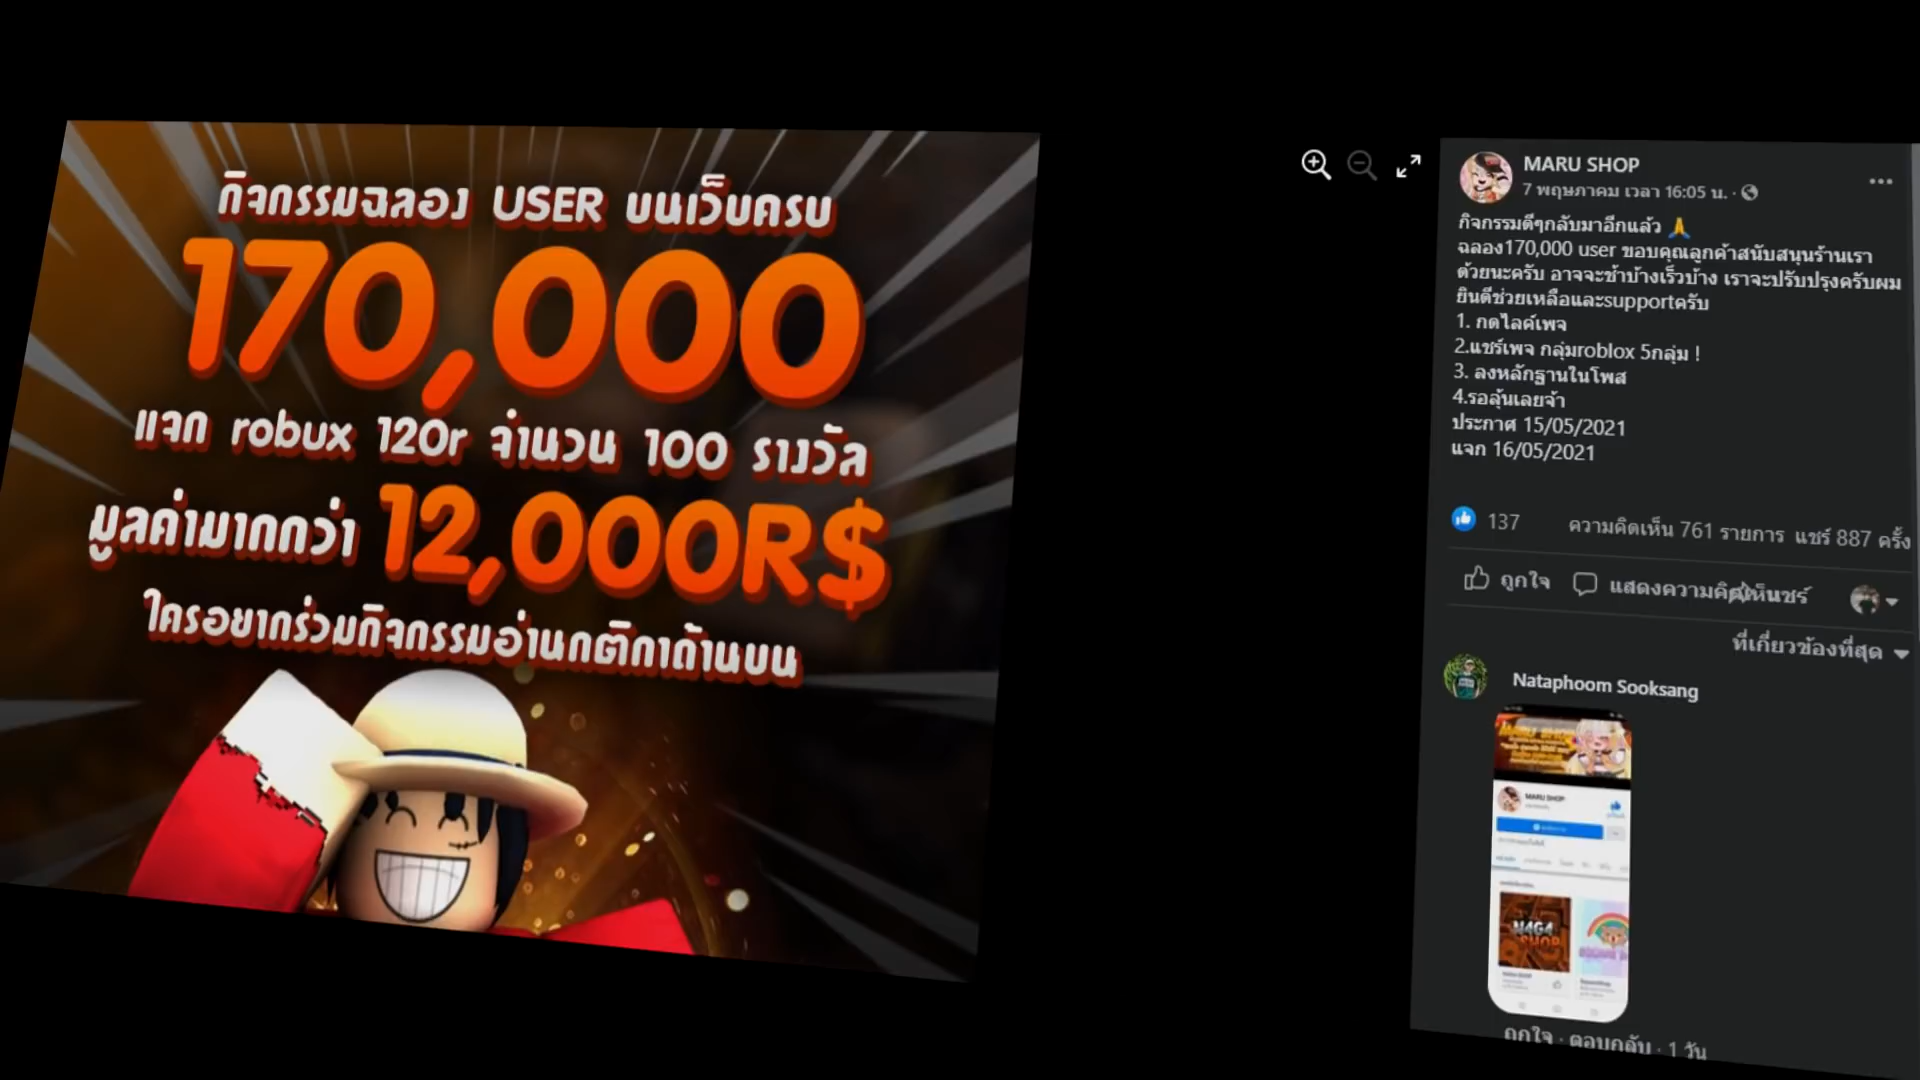 กิจกรรมฉลอง USER บนเว็บครบ
170,000
แจก robux 120r จำนวน 100 รางวัล
มูลค่ามากกว่า 12,000R$
ใครอยากร่วมกิจกรรมอ่านกติกาด้านบน
MARU SHOP
7 พฤษภาคม เวลา 16:05 น. ·
กิจกรรมดีๆกลับมาอีกแล้ว 🙏
ฉลอง170,000 user ขอบคุณลูกค้าสนับสนุนร้านเรา
ด้วยนะครับ อาจจะช้าบ้างเร็วบ้าง เราจะปรับปรุงครับผม
ยินดีช่วยเหลือและsupportครับ
1. กดไลค์เพจ
2.แชร์เพจ กลุ่มroblox 5กลุ่ม !
3. ลงหลักฐานในโพส
4.รอลุ้นเลยจ้า
ประกาศ 15/05/2021
แจก 16/05/2021
137 ความคิดเห็น 761 รายการ แชร์ 887 ครั้ง
ถูกใจ แสดงความคิดเห็น แชร์
ที่เกี่ยวข้องที่สุด
Nataphoom Sooksang
MARU SHOP
MARU SHOP
N4G4
SHOP
ถูกใจ · ตอบกลับ · 1 วัน